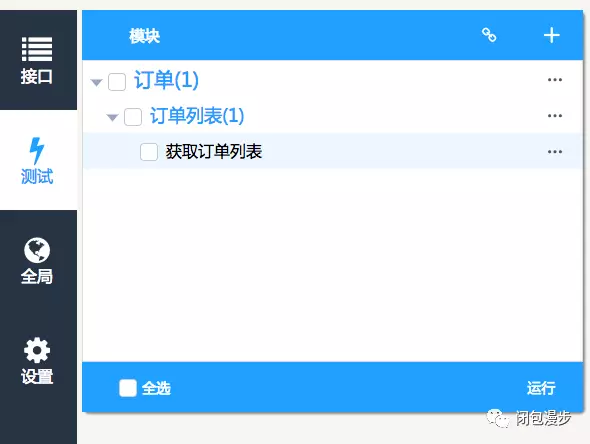 接口
测试
全局
设置
模块
订单(1)
订单列表(1)
获取订单列表
全选
运行
闭包漫步